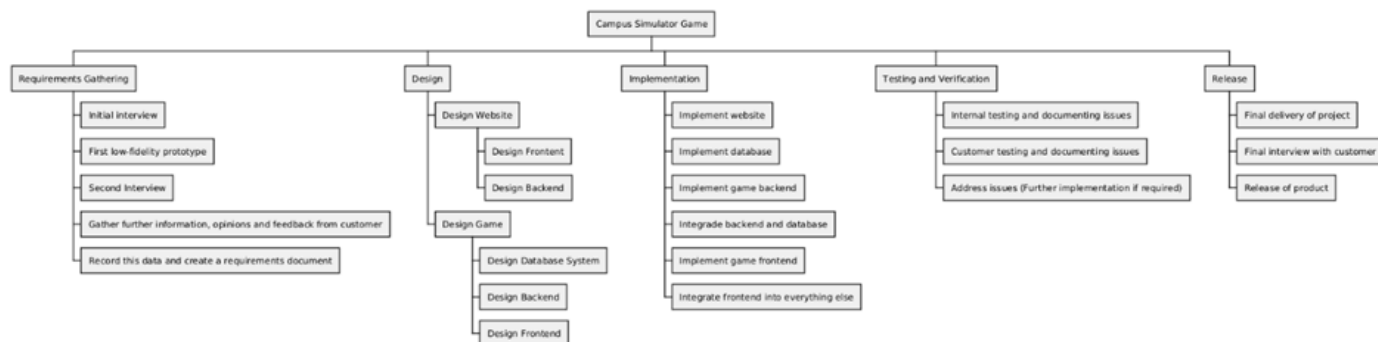 Campus Simulator Game
Requirements Gathering
Initial interview
First low-fidelity prototype
Second Interview
Gather further information, opinions and feedback from customer
Record this data and create a requirements document
Design
Design Website
Design Frontent
Design Backend
Design Game
Design Database System
Design Backend
Design Frontend
Implementation
Implement website
Implement database
Implement game backend
Integrade backend and database
Implement game frontend
Integrate frontend into everything else
Testing and Verification
Internal testing and documenting issues
Customer testing and documenting issues
Address issues (Further implementation if required)
Release
Final delivery of project
Final interview with customer
Release of product